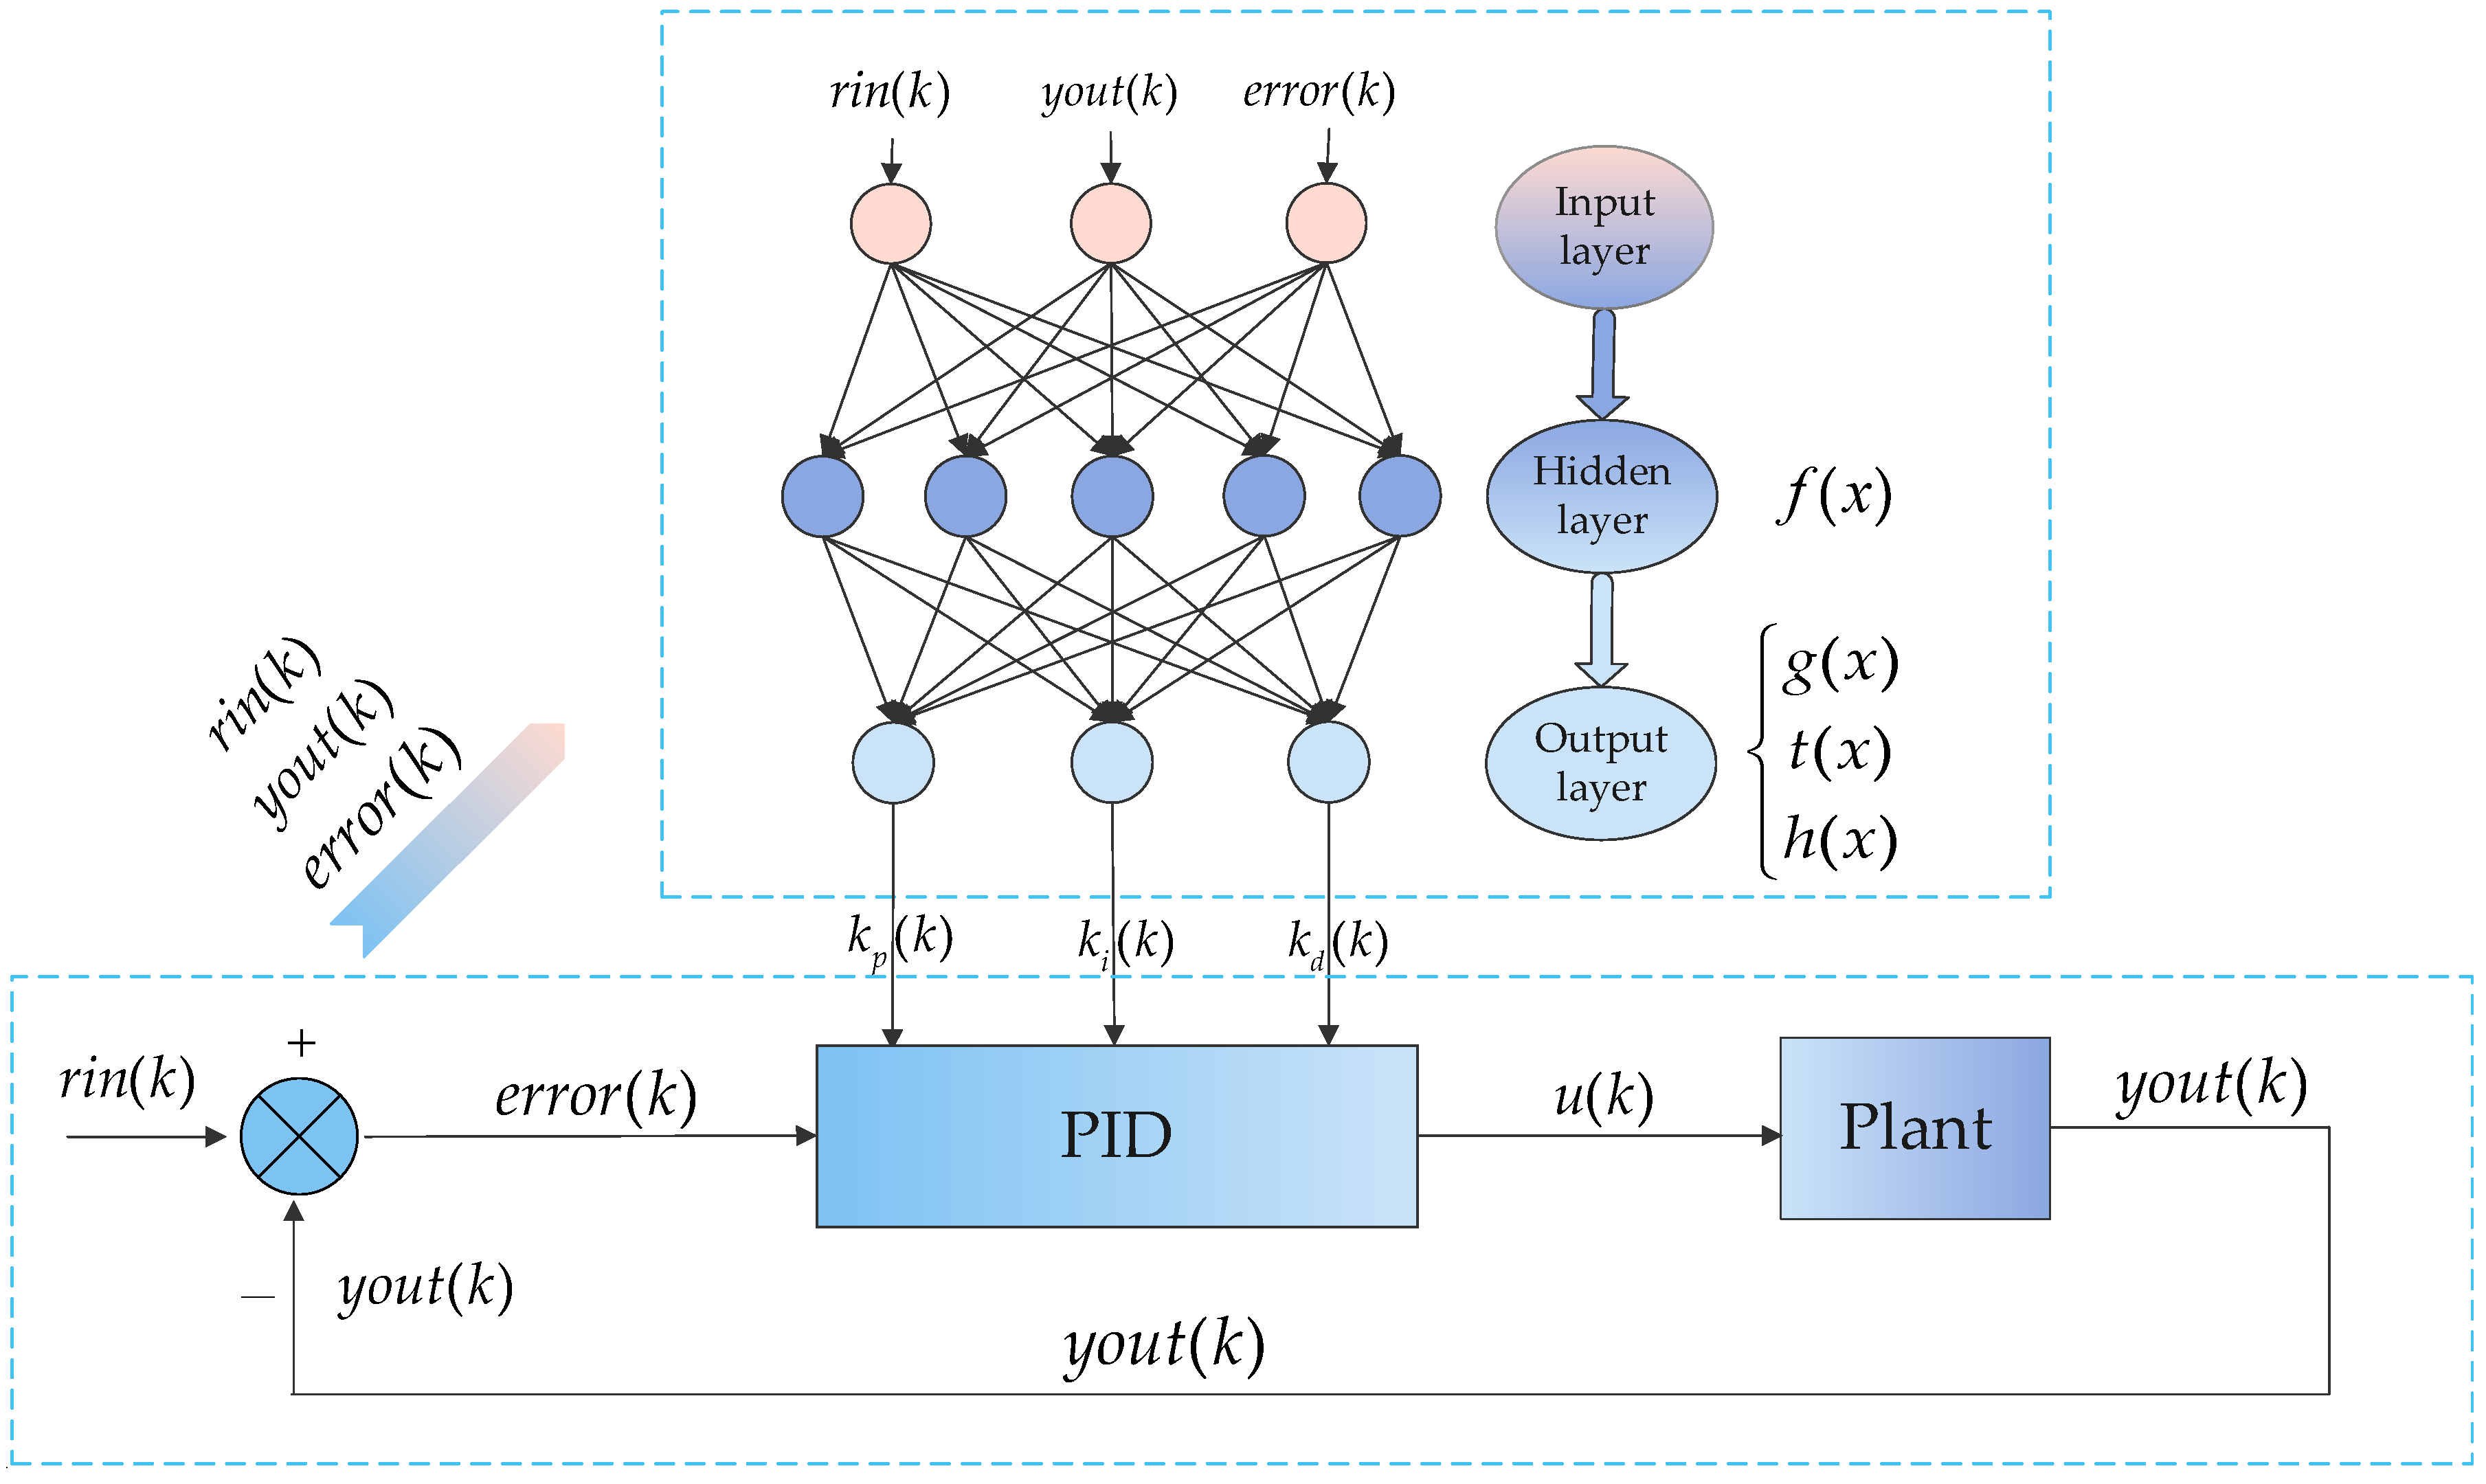 rin(k) yout(k) error(k)
Input
layer
Hidden
layer
f(x)
Output
layer
g(x)
t(x)
h(x)
rin(k)
yout(k)
error(k)
k_p(k) k_i(k) k_d(k)
+
rin(k)
error(k)
PID
u(k)
Plant
yout(k)
−
yout(k)
yout(k)